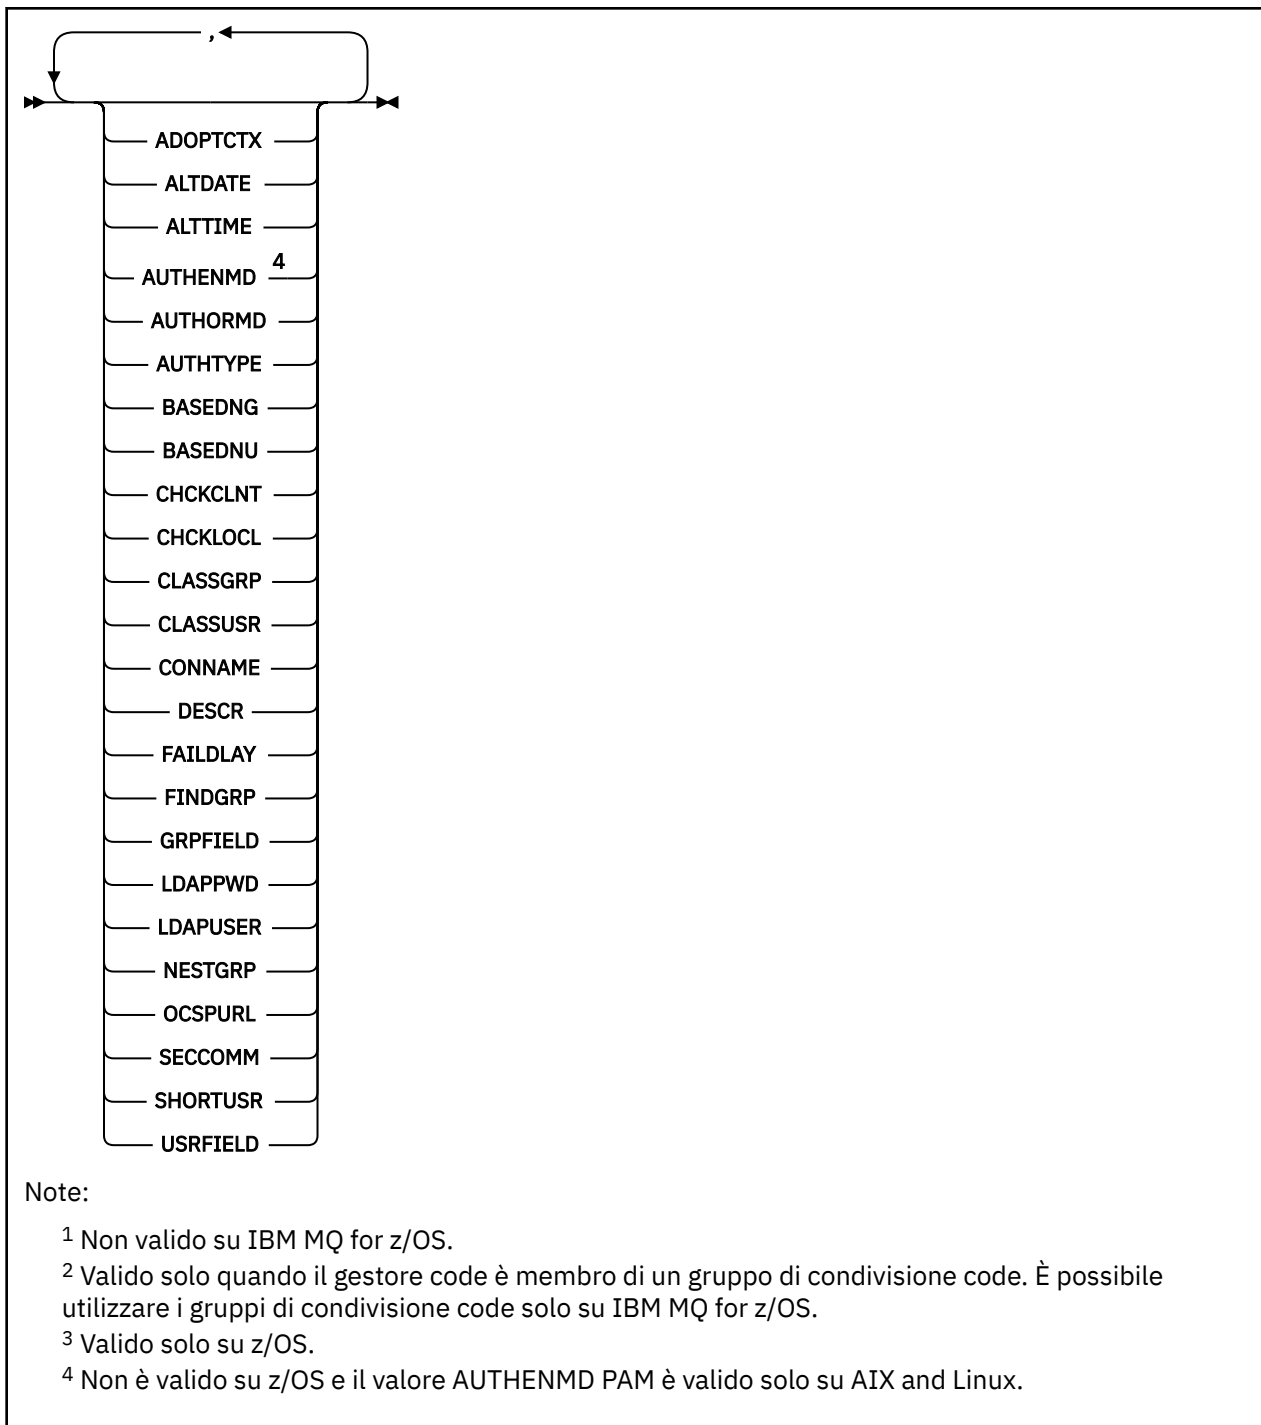 ,
ADOPTCTX
ALTDATE
ALTTIME
AUTHENMD 4
AUTHORMD
AUTHTYPE
BASEDNG
BASEDNU
CHCKCLNT
CHCKLOCL
CLASSGRP
CLASSUSR
CONNAME
DESCR
FAILDLAY
FINDGRP
GRPFIELD
LDAPPWD
LDAPUSER
NESTGRP
OCSPURL
SECCOMM
SHORTUSR
USRFIELD
Note:
1 Non valido su IBM MQ for z/OS.
2 Valido solo quando il gestore code è membro di un gruppo di condivisione code. È possibile
utilizzare i gruppi di condivisione code solo su IBM MQ for z/OS.
3 Valido solo su z/OS.
4 Non è valido su z/OS e il valore AUTHENMD PAM è valido solo su AIX and Linux.